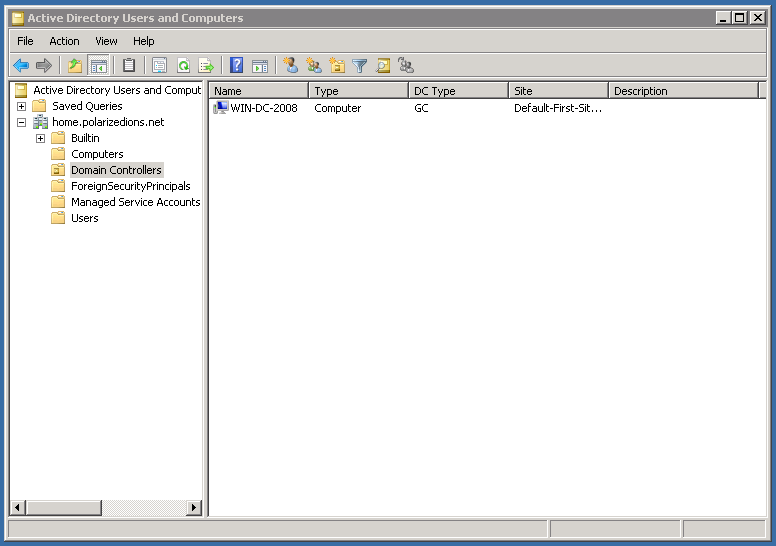 Active Directory Users and Computers
File Action View Help
Active Directory Users and Comput
Saved Queries
home.polarizedions.net
Builtin
Computers
Domain Controllers
ForeignSecurityPrincipals
Managed Service Accounts
Users
Name Type DC Type Site Description
WIN-DC-2008 Computer GC Default-First-Sit...